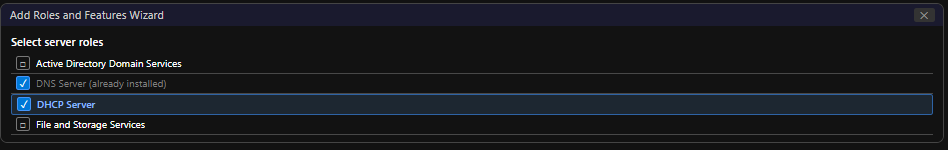 Add Roles and Features Wizard
Select server roles
Active Directory Domain Services
DNS Server (already installed)
DHCP Server
File and Storage Services